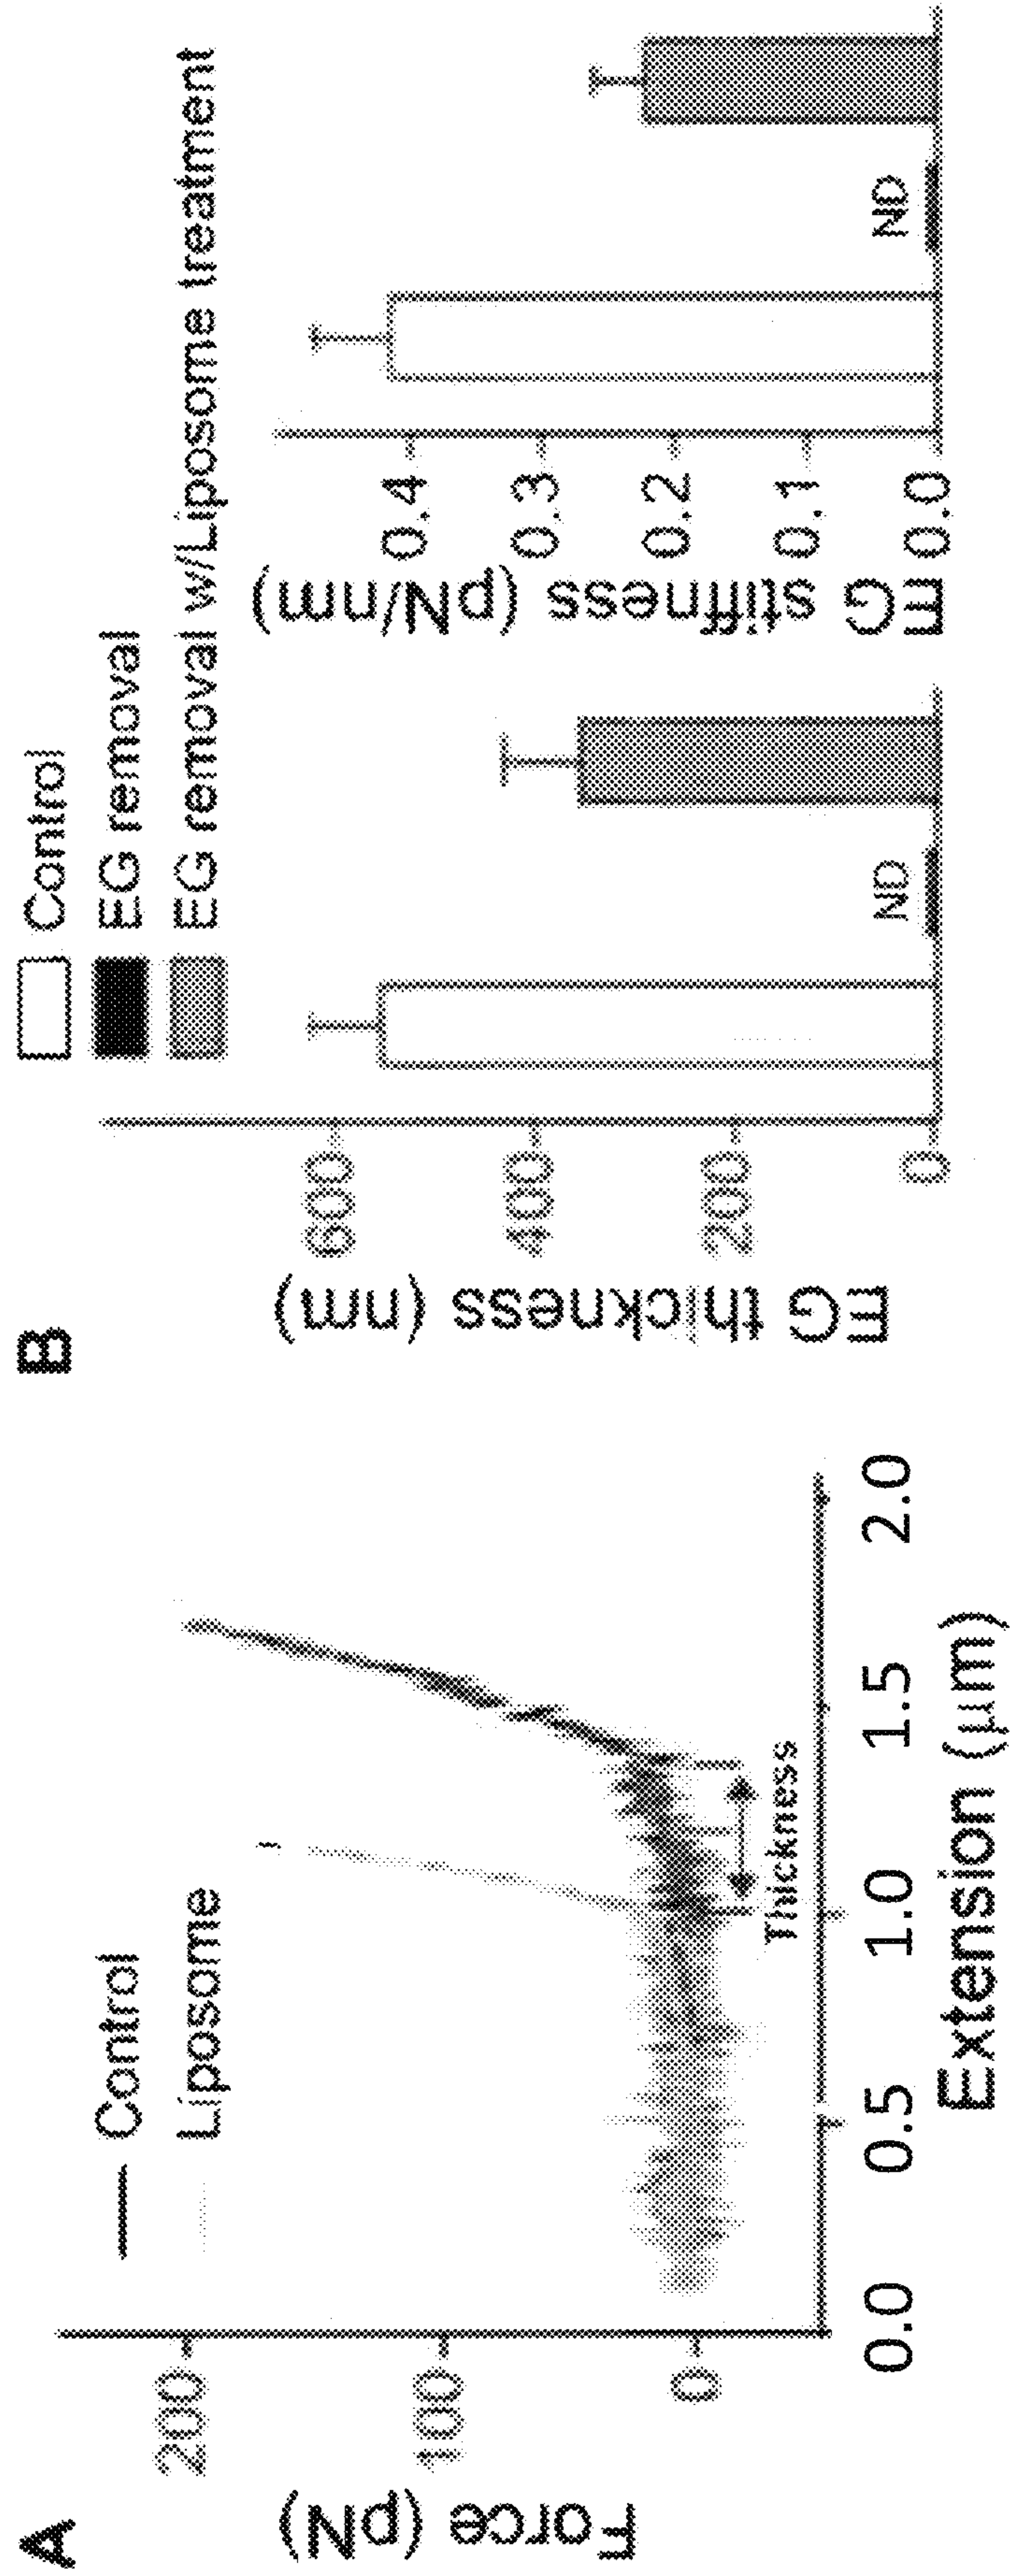 A
Force (pN)
200
100
0
Control
Liposome
Thickness
0.0
0.5
1.0
1.5
2.0
Extension (μm)
B
Control
EG removal
EG removal w/Liposome treatment
EG thickness (nm)
600
400
200
0
ND
EG stiffness (pN/nm)
0.4
0.3
0.2
0.1
0.0
ND